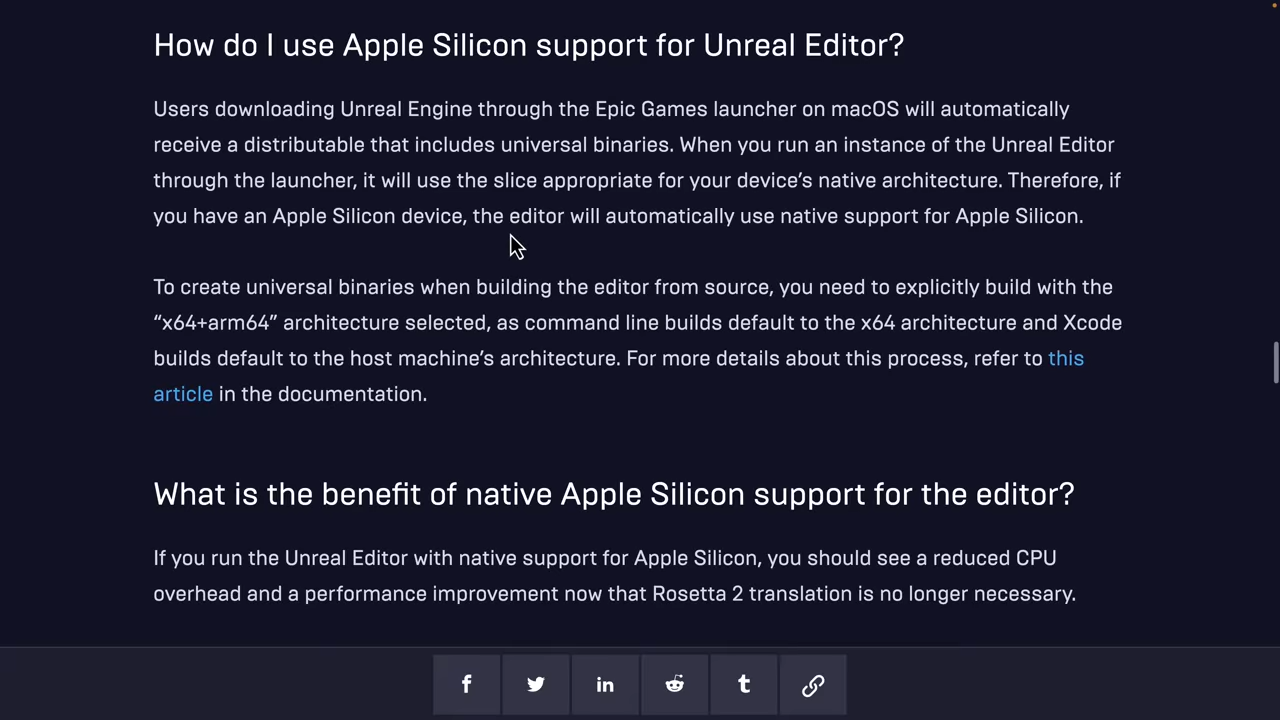 How do I use Apple Silicon support for Unreal Editor?
Users downloading Unreal Engine through the Epic Games launcher on macOS will automatically
receive a distributable that includes universal binaries. When you run an instance of the Unreal Editor
through the launcher, it will use the slice appropriate for your device’s native architecture. Therefore, if
you have an Apple Silicon device, the editor will automatically use native support for Apple Silicon.
To create universal binaries when building the editor from source, you need to explicitly build with the
“x64+arm64” architecture selected, as command line builds default to the x64 architecture and Xcode
builds default to the host machine’s architecture. For more details about this process, refer to this
article in the documentation.
What is the benefit of native Apple Silicon support for the editor?
If you run the Unreal Editor with native support for Apple Silicon, you should see a reduced CPU
overhead and a performance improvement now that Rosetta 2 translation is no longer necessary.